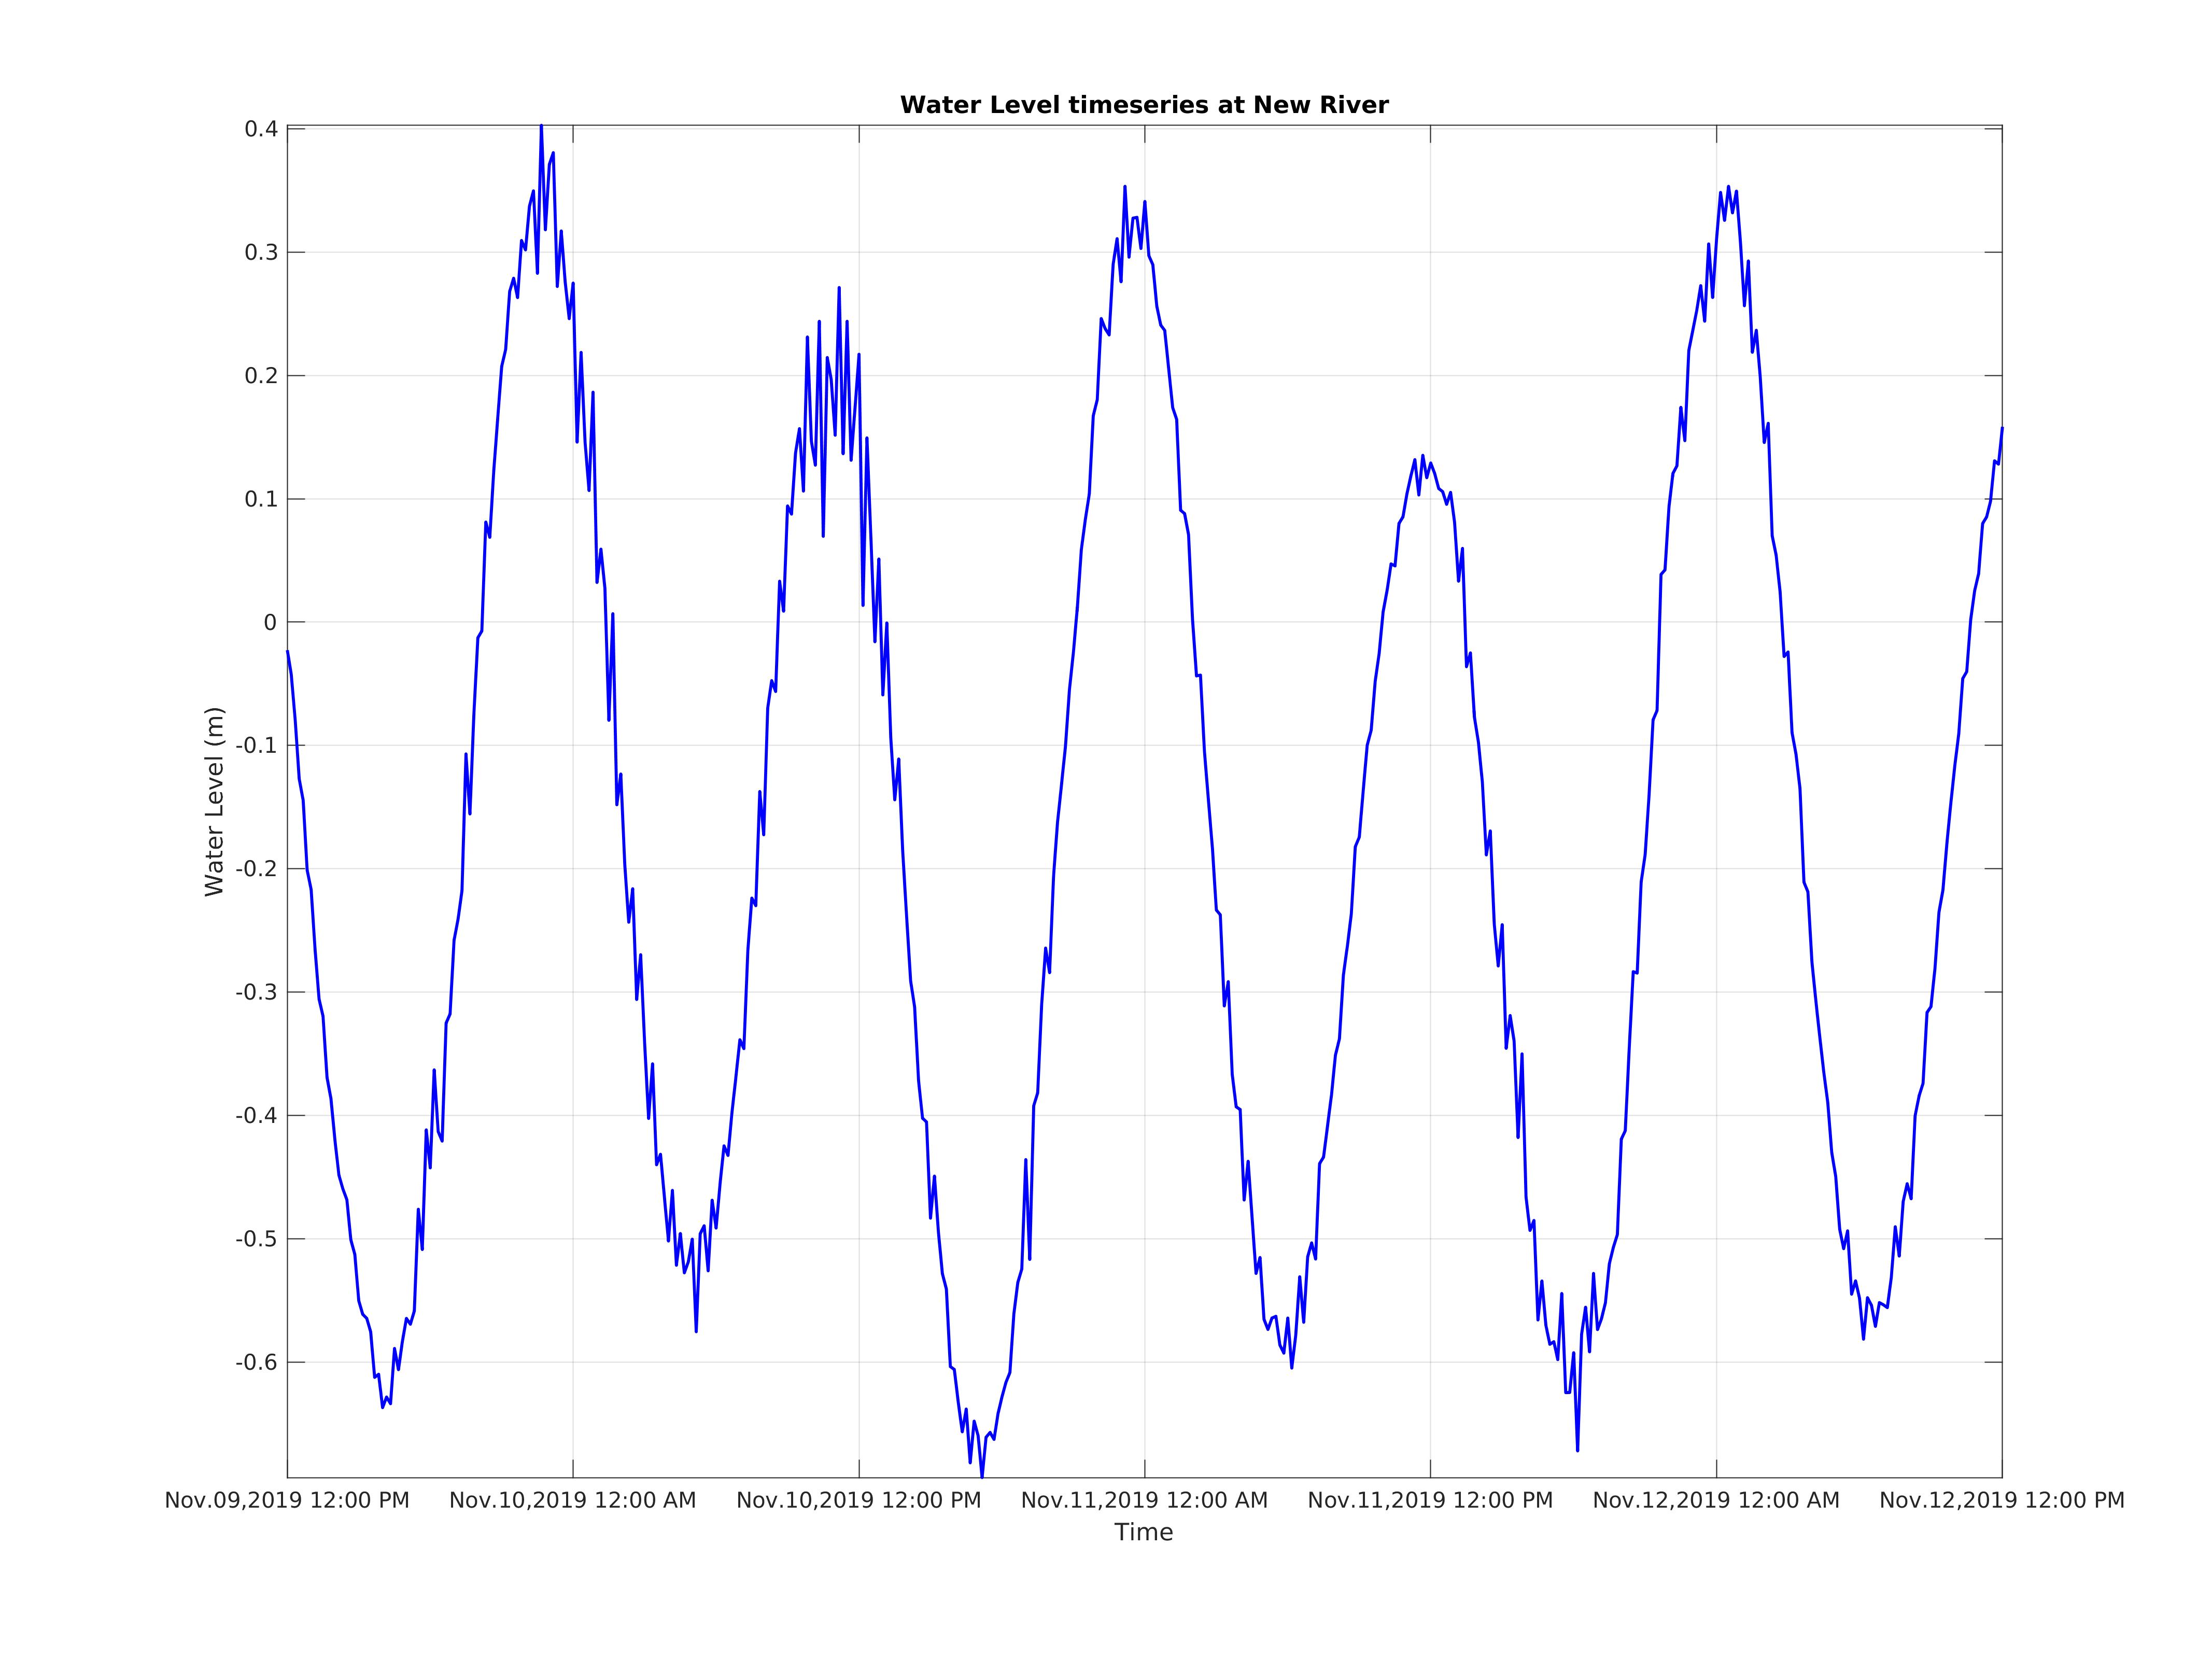 Water Level timeseries at New River
0.4
0.3
0.2
0.1
0
-0.1
-0.2
-0.3
-0.4
-0.5
-0.6
Water Level (m)
Nov.09,2019 12:00 PM Nov.10,2019 12:00 AM Nov.10,2019 12:00 PM Nov.11,2019 12:00 AM Nov.11,2019 12:00 PM Nov.12,2019 12:00 AM Nov.12,2019 12:00 PM
Time